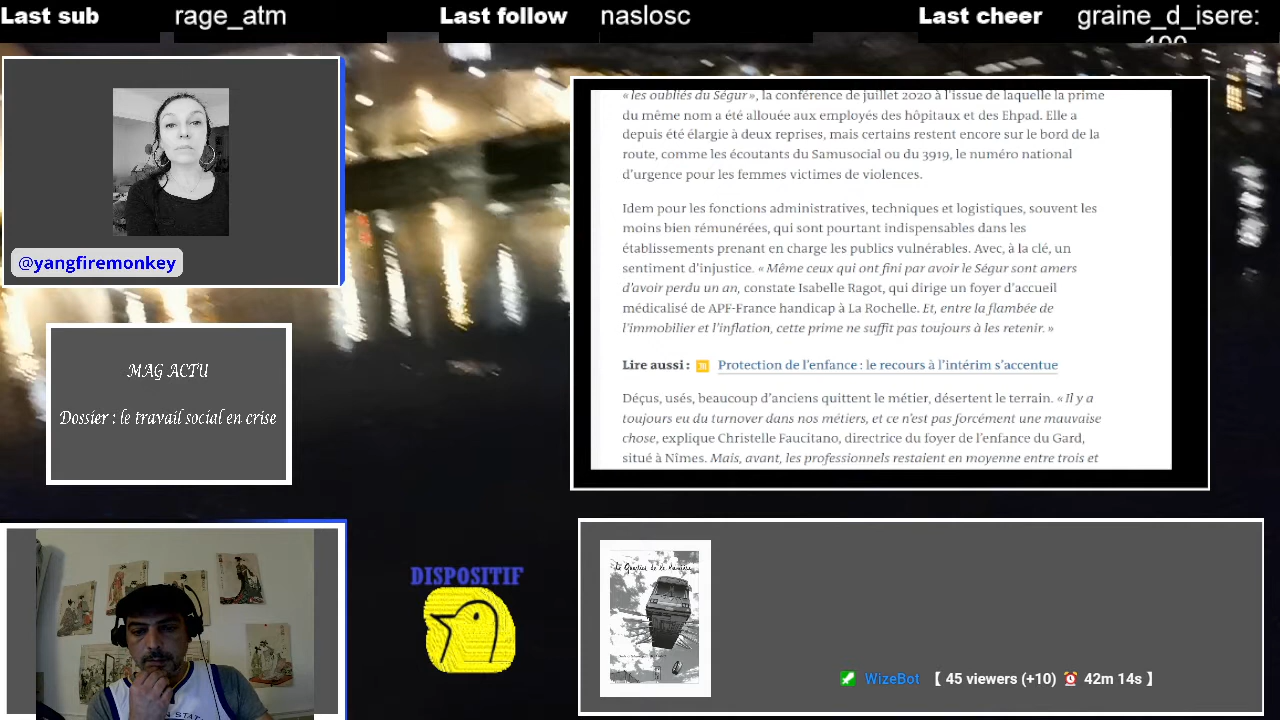 Last sub
rage_atm
Last follow
naslosc
Last cheer
graine_d_isere:
100
@yangfiremonkey
MAG ACTU
Dossier : le travail social en crise
« les oubliés du Ségur », la conférence de juillet 2020 à l'issue de laquelle la prime
du même nom a été allouée aux employés des hôpitaux et des Ehpad. Elle a
depuis été élargie à deux reprises, mais certains restent encore sur le bord de la
route, comme les écoutants du Samusocial ou du 3919, le numéro national
d'urgence pour les femmes victimes de violences.
Idem pour les fonctions administratives, techniques et logistiques, souvent les
moins bien rémunérées, qui sont pourtant indispensables dans les
établissements prenant en charge les publics vulnérables. Avec, à la clé, un
sentiment d'injustice. « Même ceux qui ont fini par avoir le Ségur sont amers
d'avoir perdu un an, constate Isabelle Ragot, qui dirige un foyer d'accueil
médicalisé de APF-France handicap à La Rochelle. Et, entre la flambée de
l'immobilier et l'inflation, cette prime ne suffit pas toujours à les retenir. »
Lire aussi : Protection de l'enfance : le recours à l'intérim s'accentue
Déçus, usés, beaucoup d'anciens quittent le métier, désertent le terrain. « Il y a
toujours eu du turnover dans nos métiers, et ce n'est pas forcément une mauvaise
chose, explique Christelle Faucitano, directrice du foyer de l'enfance du Gard,
situé à Nîmes. Mais, avant, les professionnels restaient en moyenne entre trois et
DISPOSITIF
Le Quartier de la
WizeBot 【 45 viewers (+10) ⏰ 42m 14s 】